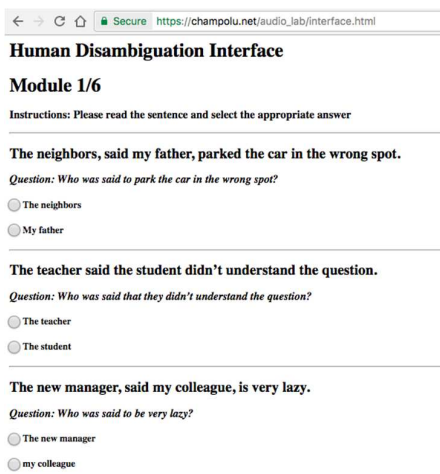 Secure https://champolu.net/audio_lab/interface.html
Human Disambiguation Interface
Module 1/6
Instructions: Please read the sentence and select the appropriate answer
The neighbors, said my father, parked the car in the wrong spot.
Question: Who was said to park the car in the wrong spot?
The neighbors
My father
The teacher said the student didn’t understand the question.
Question: Who was said that they didn’t understand the question?
The teacher
The student
The new manager, said my colleague, is very lazy.
Question: Who was said to be very lazy?
The new manager
my colleague